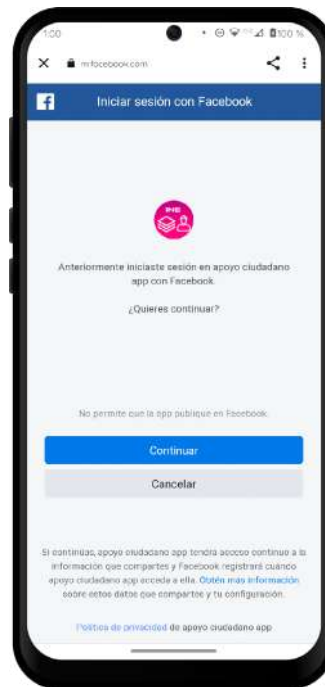 1:00
100 %
m.facebook.com
f Iniciar sesión con Facebook
INE
Anteriormente iniciaste sesión en apoyo ciudadano
app con Facebook.
¿Quieres continuar?
No permite que la app publique en Facebook.
Continuar
Cancelar
Si continúas, apoyo ciudadano app tendrá acceso continuo a la
información que compartes y Facebook registrará cuándo
apoyo ciudadano app accede a ella. Obtén más información
sobre estos datos que compartes y tu configuración.
Política de privacidad de apoyo ciudadano app